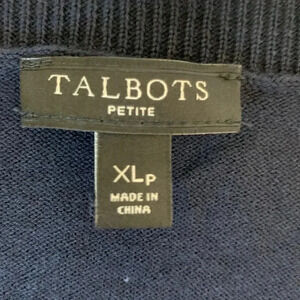 TALBOTS
PETITE
XLP
MADE IN
CHINA